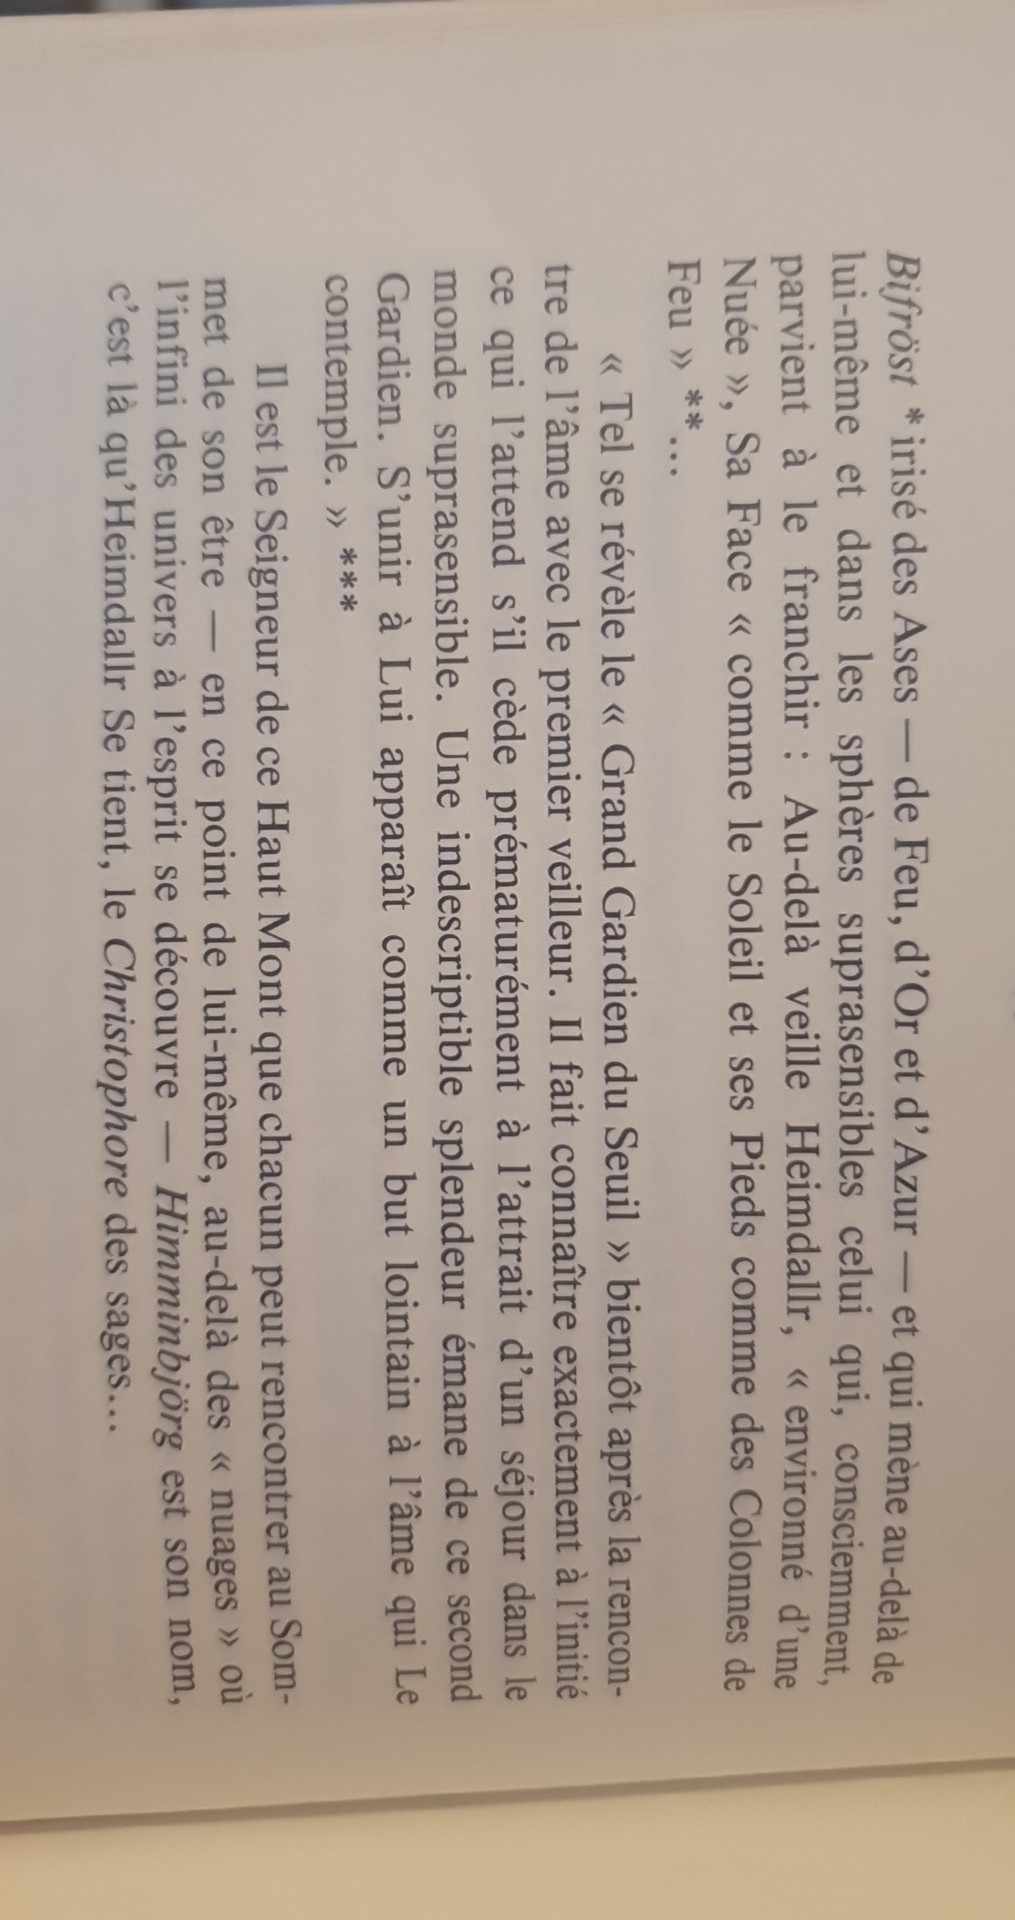 Bifröst * irisé des Ases — de Feu, d'Or et d'Azur — et qui mène au-delà de
lui-même et dans les sphères suprasensibles celui qui, consciemment,
parvient à le franchir : Au-delà veille Heimdallr, « environné d'une
Nuée », Sa Face « comme le Soleil et ses Pieds comme des Colonnes de
Feu » **...
« Tel se révèle le « Grand Gardien du Seuil » bientôt après la rencon-
tre de l'âme avec le premier veilleur. Il fait connaître exactement à l'initié
ce qui l'attend s'il cède prématurément à l'attrait d'un séjour dans le
monde suprasensible. Une indescriptible splendeur émane de ce second
Gardien. S'unir à Lui apparaît comme un but lointain à l'âme qui Le
contemple. » ***
Il est le Seigneur de ce Haut Mont que chacun peut rencontrer au Som-
met de son être — en ce point de lui-même, au-delà des « nuages » où
l'infini des univers à l'esprit se découvre — Himminbjörg est son nom,
c'est là qu'Heimdallr Se tient, le Christophore des sages...